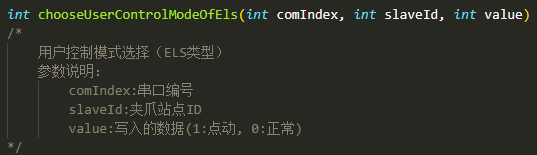 int chooseUserControlModeOfEls(int comIndex, int slaveId, int value)
/*
用户控制模式选择（ELS类型）
参数说明：
comIndex:串口编号
slaveId:夹爪站点ID
value:写入的数据(1:点动, 0:正常)
*/